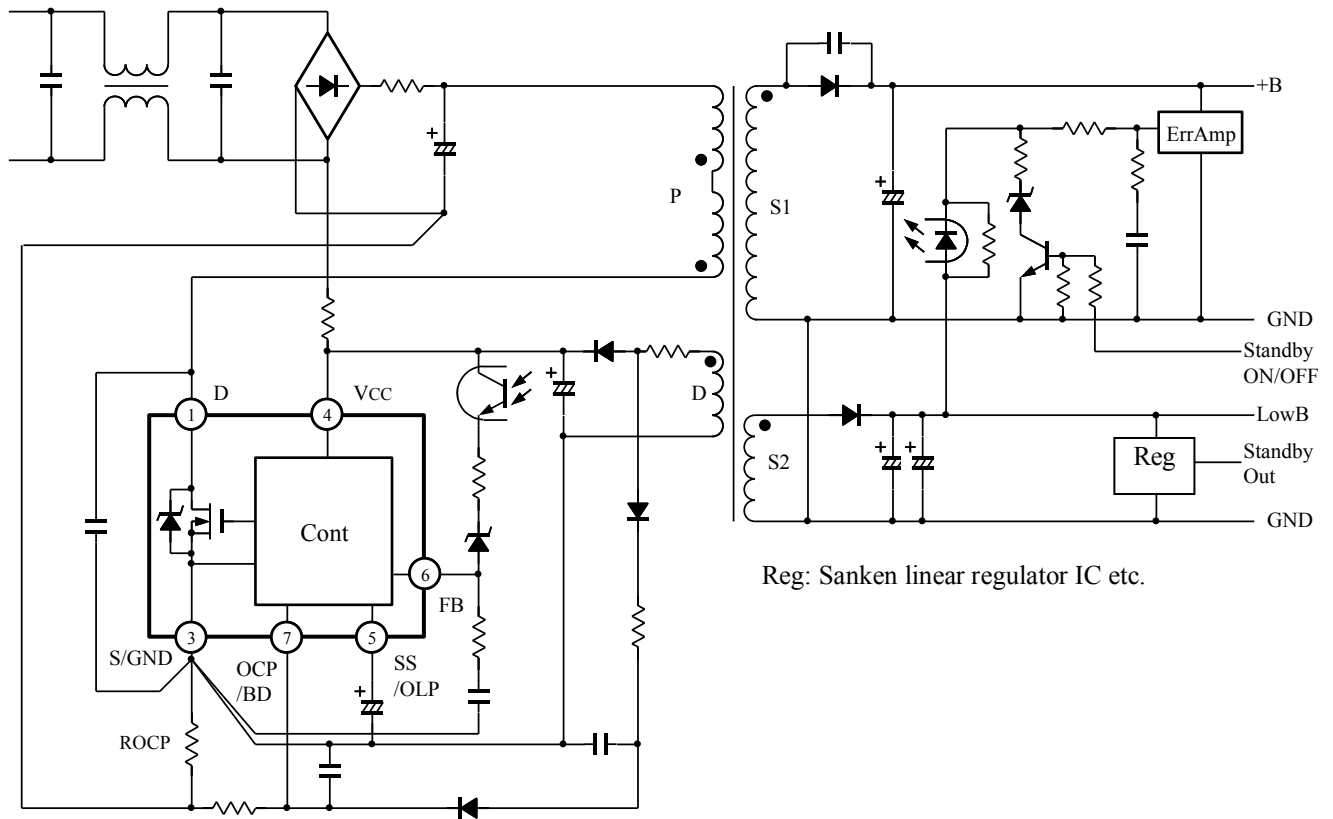 +B
ErrAmp
P
S1
GND
Standby
ON/OFF
D
VCC
D
1
4
LowB
S2
Reg
Standby
Out
Cont
GND
6
FB
Reg: Sanken linear regulator IC etc.
3
7
5
S/GND
OCP
/BD
SS
/OLP
ROCP
+
+
+
+
+
+